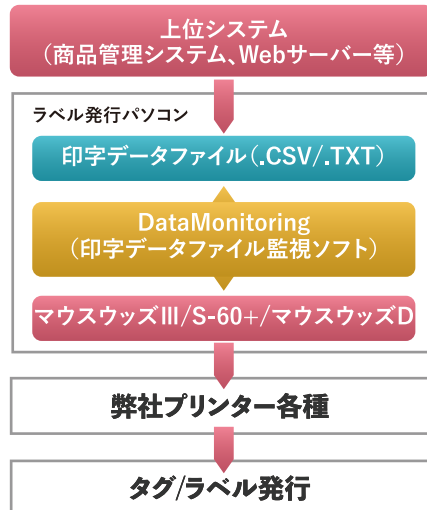 上位システム
（商品管理システム、Webサーバー等）
ラベル発行パソコン
印字データファイル（.CSV/.TXT）
DataMonitoring
（印字データファイル監視ソフト）
マウスウッズⅢ/S-60+/マウスウッズD
弊社プリンター各種
タグ/ラベル発行